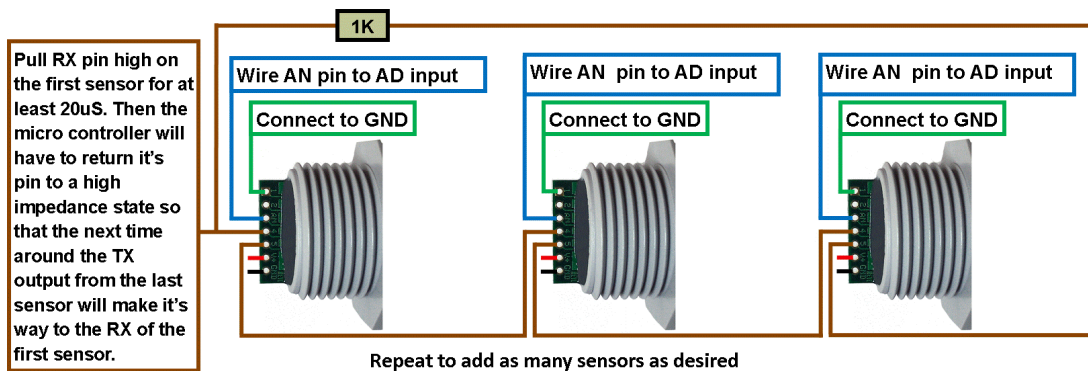 1K
Pull RX pin high on
the first sensor for at
least 20uS. Then the
micro controller will
have to return it's
pin to a high
impedance state so
that the next time
around the TX
output from the last
sensor will make it's
way to the RX of the
first sensor.
Wire AN pin to AD input
Connect to GND
Wire AN pin to AD input
Connect to GND
Wire AN pin to AD input
Connect to GND
Repeat to add as many sensors as desired